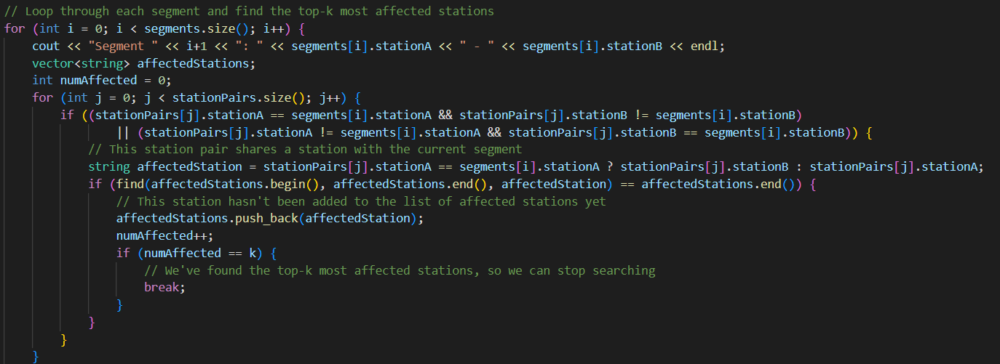 // Loop through each segment and find the top-k most affected stations
for (int i = 0; i < segments.size(); i++) {
    cout << "Segment " << i+1 << ": " << segments[i].stationA << " - " << segments[i].stationB << endl;
    vector<string> affectedStations;
    int numAffected = 0;
    for (int j = 0; j < stationPairs.size(); j++) {
        if ((stationPairs[j].stationA == segments[i].stationA && stationPairs[j].stationB != segments[i].stationB)
                || (stationPairs[j].stationA != segments[i].stationA && stationPairs[j].stationB == segments[i].stationB)) {
            // This station pair shares a station with the current segment
            string affectedStation = stationPairs[j].stationA == segments[i].stationA ? stationPairs[j].stationB : stationPairs[j].stationA;
            if (find(affectedStations.begin(), affectedStations.end(), affectedStation) == affectedStations.end()) {
                // This station hasn't been added to the list of affected stations yet
                affectedStations.push_back(affectedStation);
                numAffected++;
                if (numAffected == k) {
                    // We've found the top-k most affected stations, so we can stop searching
                    break;
                }
            }
        }
    }